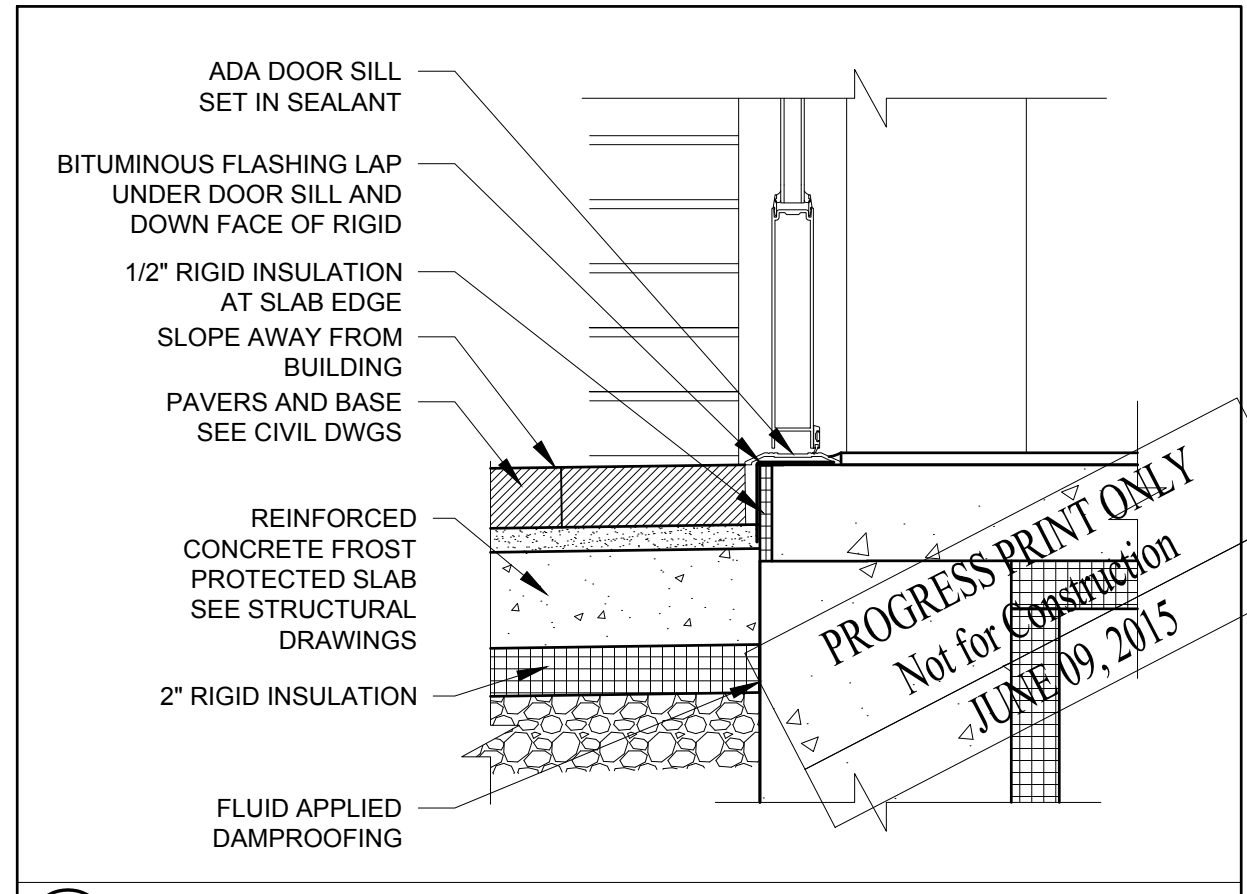 ADA DOOR SILL
SET IN SEALANT
BITUMINOUS FLASHING LAP
UNDER DOOR SILL AND
DOWN FACE OF RIGID
1/2" RIGID INSULATION
AT SLAB EDGE
SLOPE AWAY FROM
BUILDING
PAVERS AND BASE
SEE CIVIL DWGS
REINFORCED
CONCRETE FROST
PROTECTED SLAB
SEE STRUCTURAL
DRAWINGS
2" RIGID INSULATION
FLUID APPLIED
DAMPROOFING
PROGRESS PRINT ONLY
Not for Construction
JUNE 09, 2015